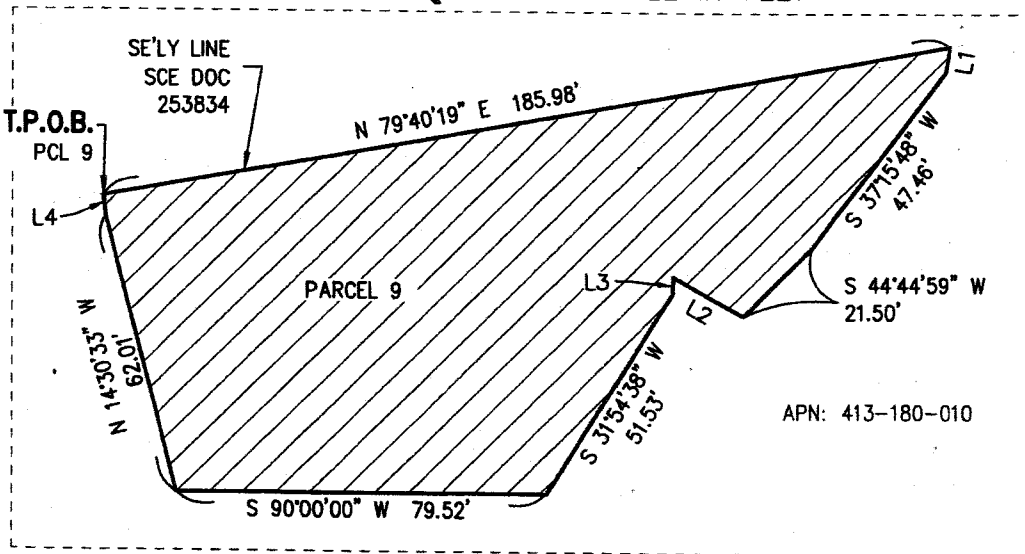 SE'LY LINE
SCE DOC
253834
T.P.O.B.
PCL 9
L4
N 79°40'19" E 185.98'
L1
S 37°15'48" W
47.46'
S 44°44'59" W
21.50'
L3
L2
PARCEL 9
N 14°30'33" W
62.01'
S 31°54'38" W
51.53'
APN: 413-180-010
S 90°00'00" W 79.52'